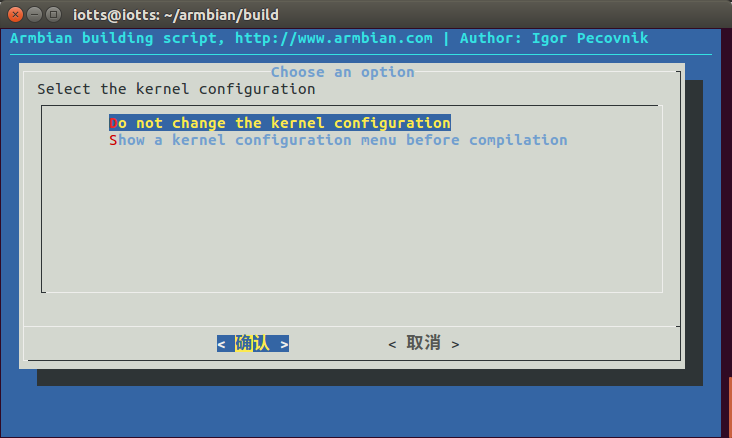 iotts@iotts: ~/armbian/build
Armbian building script, http://www.armbian.com | Author: Igor Pecovnik
Choose an option
Select the kernel configuration
Do not change the kernel configuration
Show a kernel configuration menu before compilation
< 确认 > < 取消 >